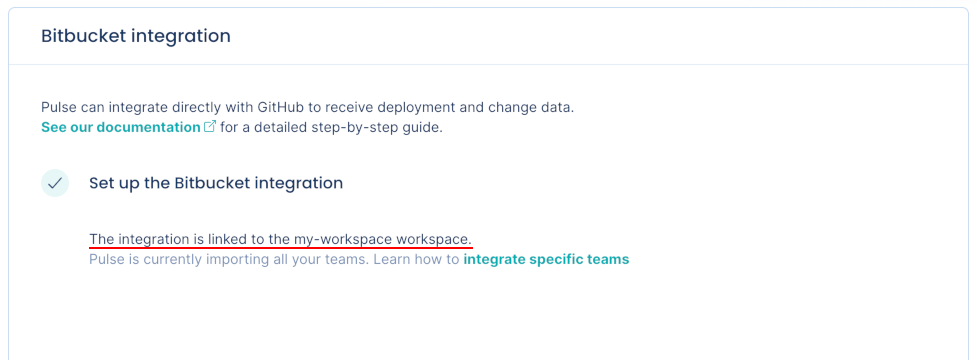 Bitbucket integration
Pulse can integrate directly with GitHub to receive deployment and change data.
See our documentation for a detailed step-by-step guide.
Set up the Bitbucket integration
The integration is linked to the my-workspace workspace.
Pulse is currently importing all your teams. Learn how to integrate specific teams